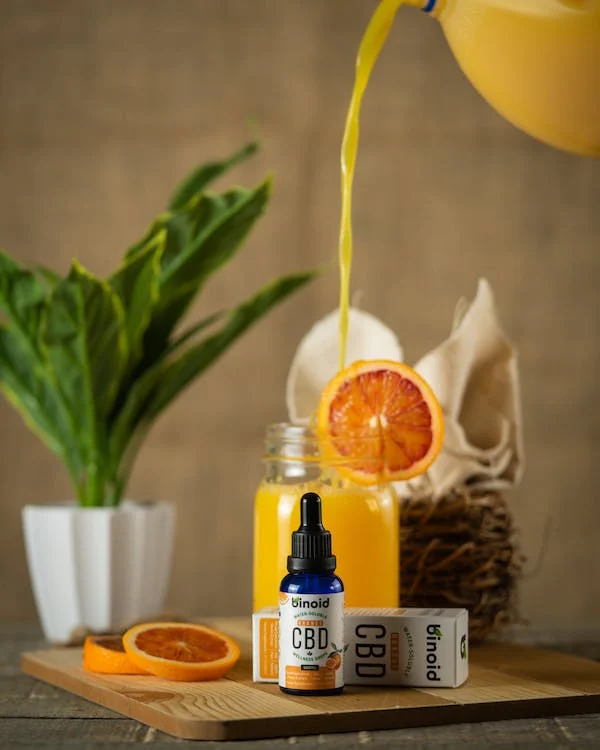 binoid
WATER-SOLUBLE
ORANGE
CBD
WELLNESS DROPS
CBD
ORANGE
WATER-SOLUBLE
binoid